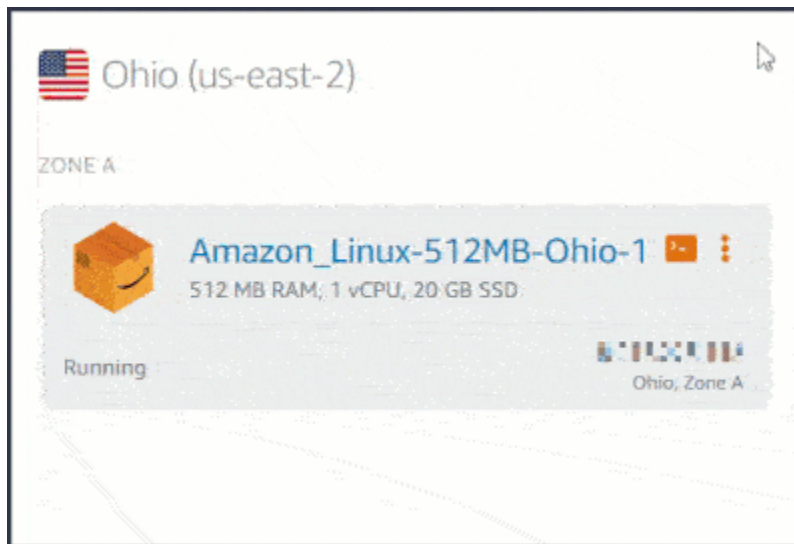 Ohio (us-east-2)
ZONE A
Amazon_Linux-512MB-Ohio-1
512 MB RAM, 1 vCPU, 20 GB SSD
Running
Ohio, Zone A